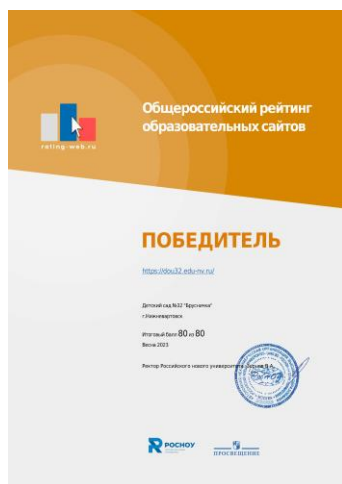 Общероссийский рейтинг
образовательных сайтов
reting-web.ru
ПОБЕДИТЕЛЬ
https://dou32.edu-nv.ru/
Детский сад №32 "Брусничка"
г.Нижневартовск
Итоговый балл 80 из 80
Весна 2023
Ректор Российского нового университета
РОСНОУ
ПРОСВЕЩЕНИЕ